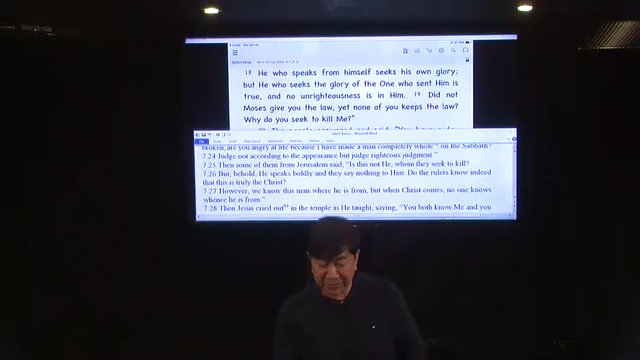 18 He who speaks from himself seeks his own glory;
but He who seeks the glory of the One who sent Him is
true, and no unrighteousness is in Him. 19 Did not
Moses give you the law, yet none of you keeps the law?
Why do you seek to kill Me?"
broken, are you angry at Me because I have made a man completely whole" on the Sabbath?
7.24 Judge not according to the appearance but judge righteous judgment
7.25 Then some of them from Jerusalem said, "Is this not He, whom they seek to kill?
7.26 But, behold, He speaks boldly and they say nothing to Him. Do the rulers know indeed
that this is truly the Christ?
7.27 However, we know this man where he is from, but when Christ comes, no one knows
whence he is from"
7.28 Then Jesus cried out in the temple as He taught, saying, "You both know Me and you